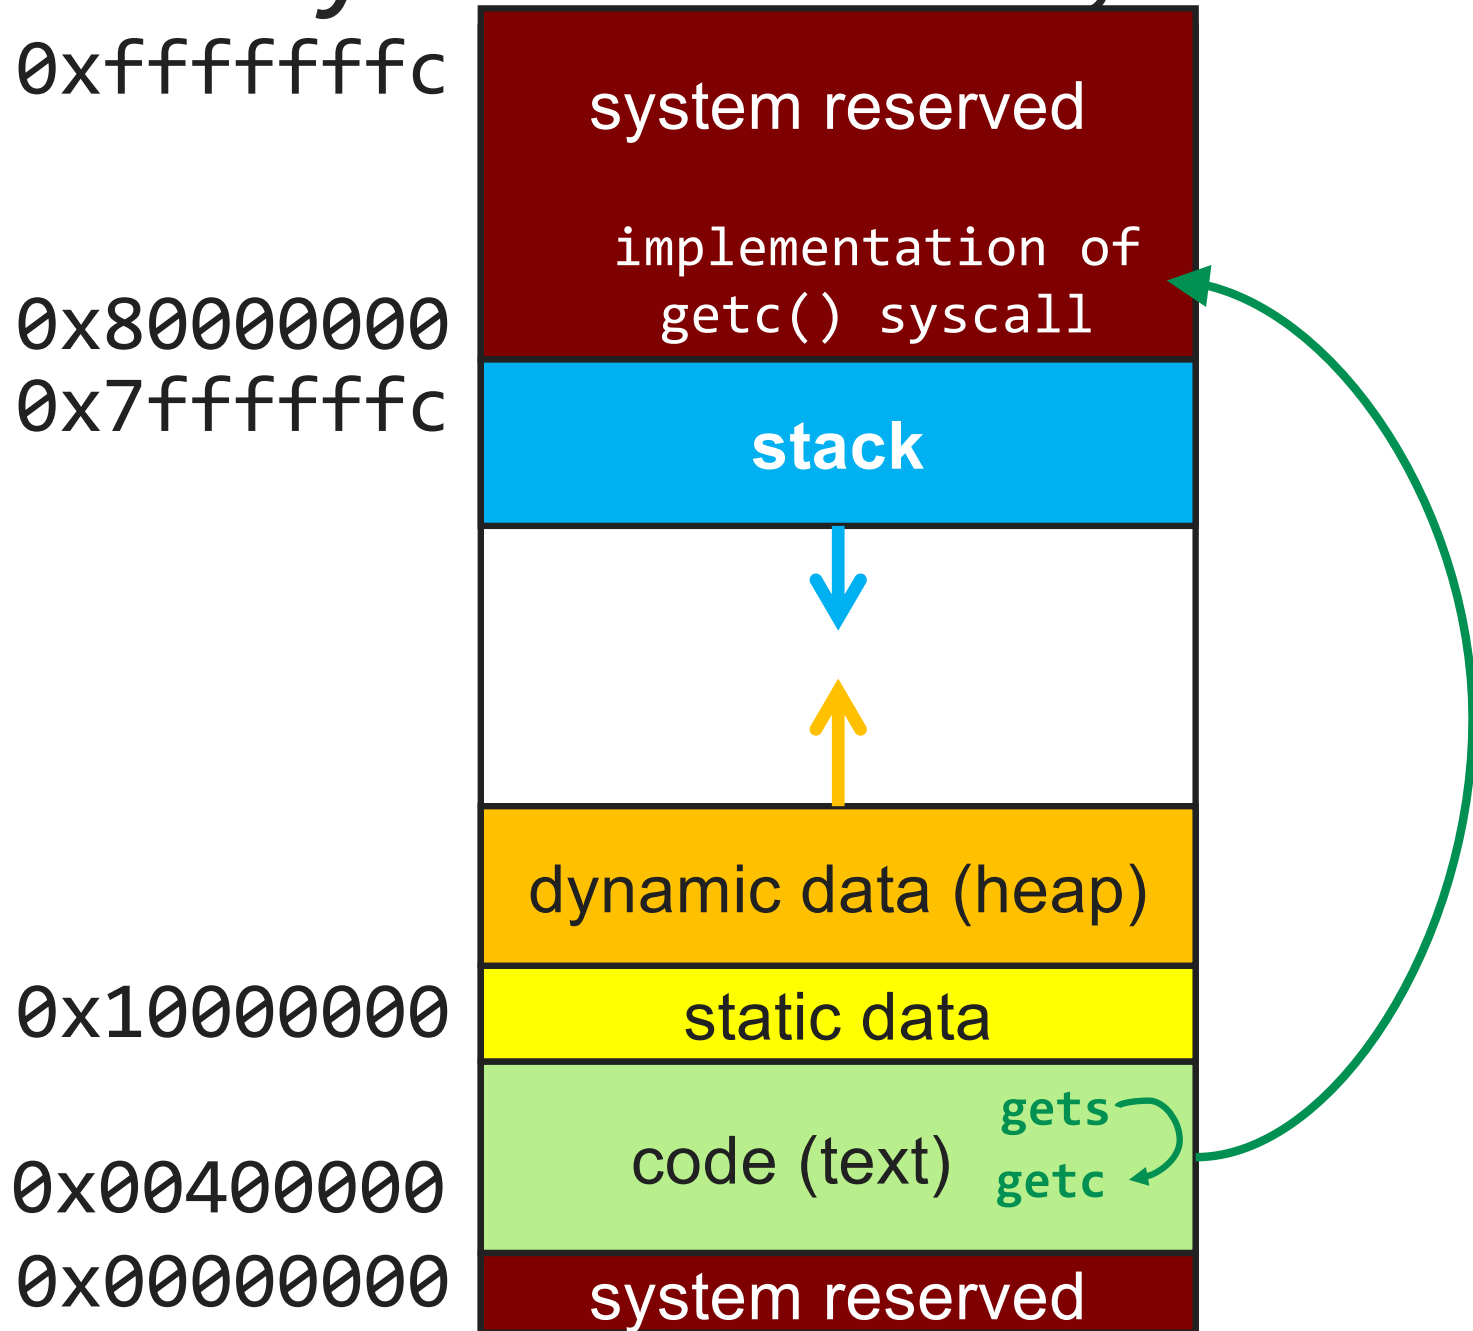 0xfffffffc
system reserved
implementation of
getc() syscall
0x80000000
0x7ffffffc
stack
dynamic data (heap)
0x10000000
static data
gets
code (text)
getc
0x00400000
0x00000000
system reserved